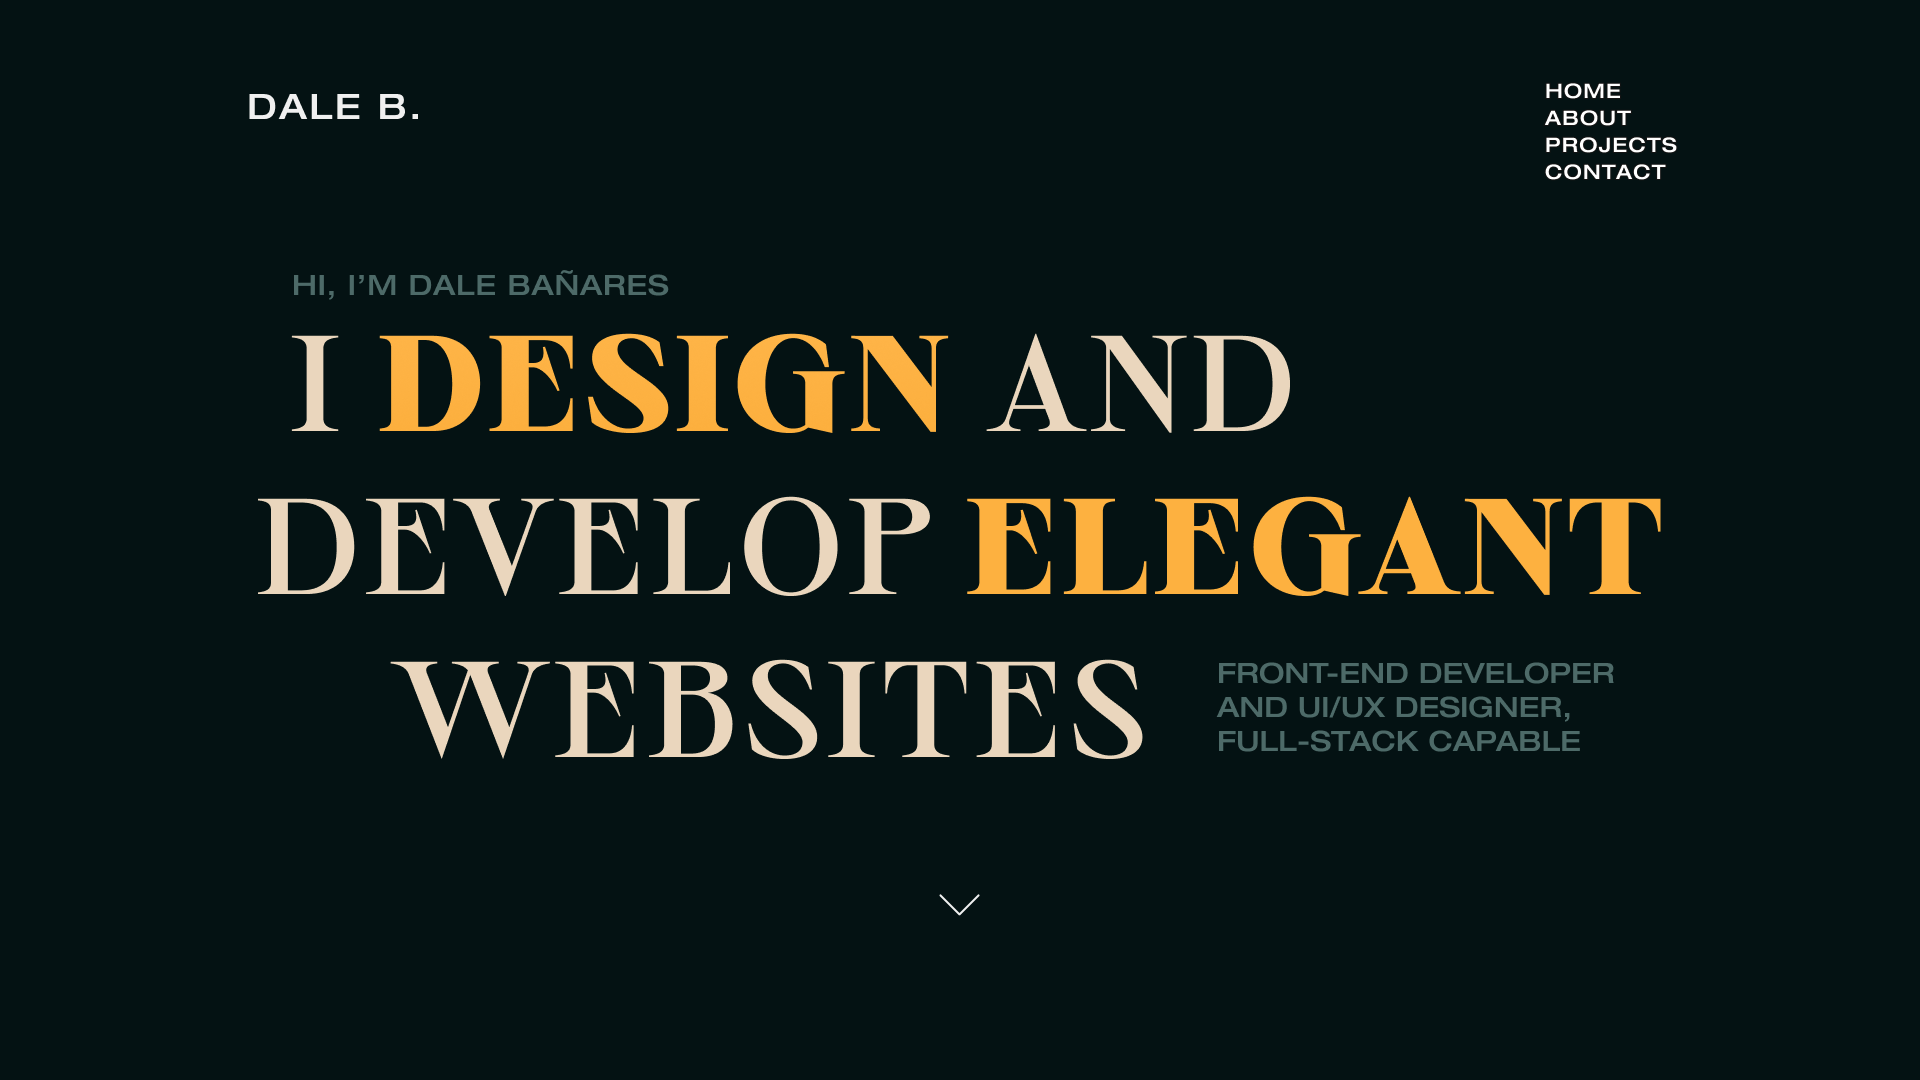 DALE B.
HOME
ABOUT
PROJECTS
CONTACT
HI, I’M DALE BAÑARES
I DESIGN AND
DEVELOP ELEGANT
WEBSITES
FRONT-END DEVELOPER
AND UI/UX DESIGNER,
FULL-STACK CAPABLE